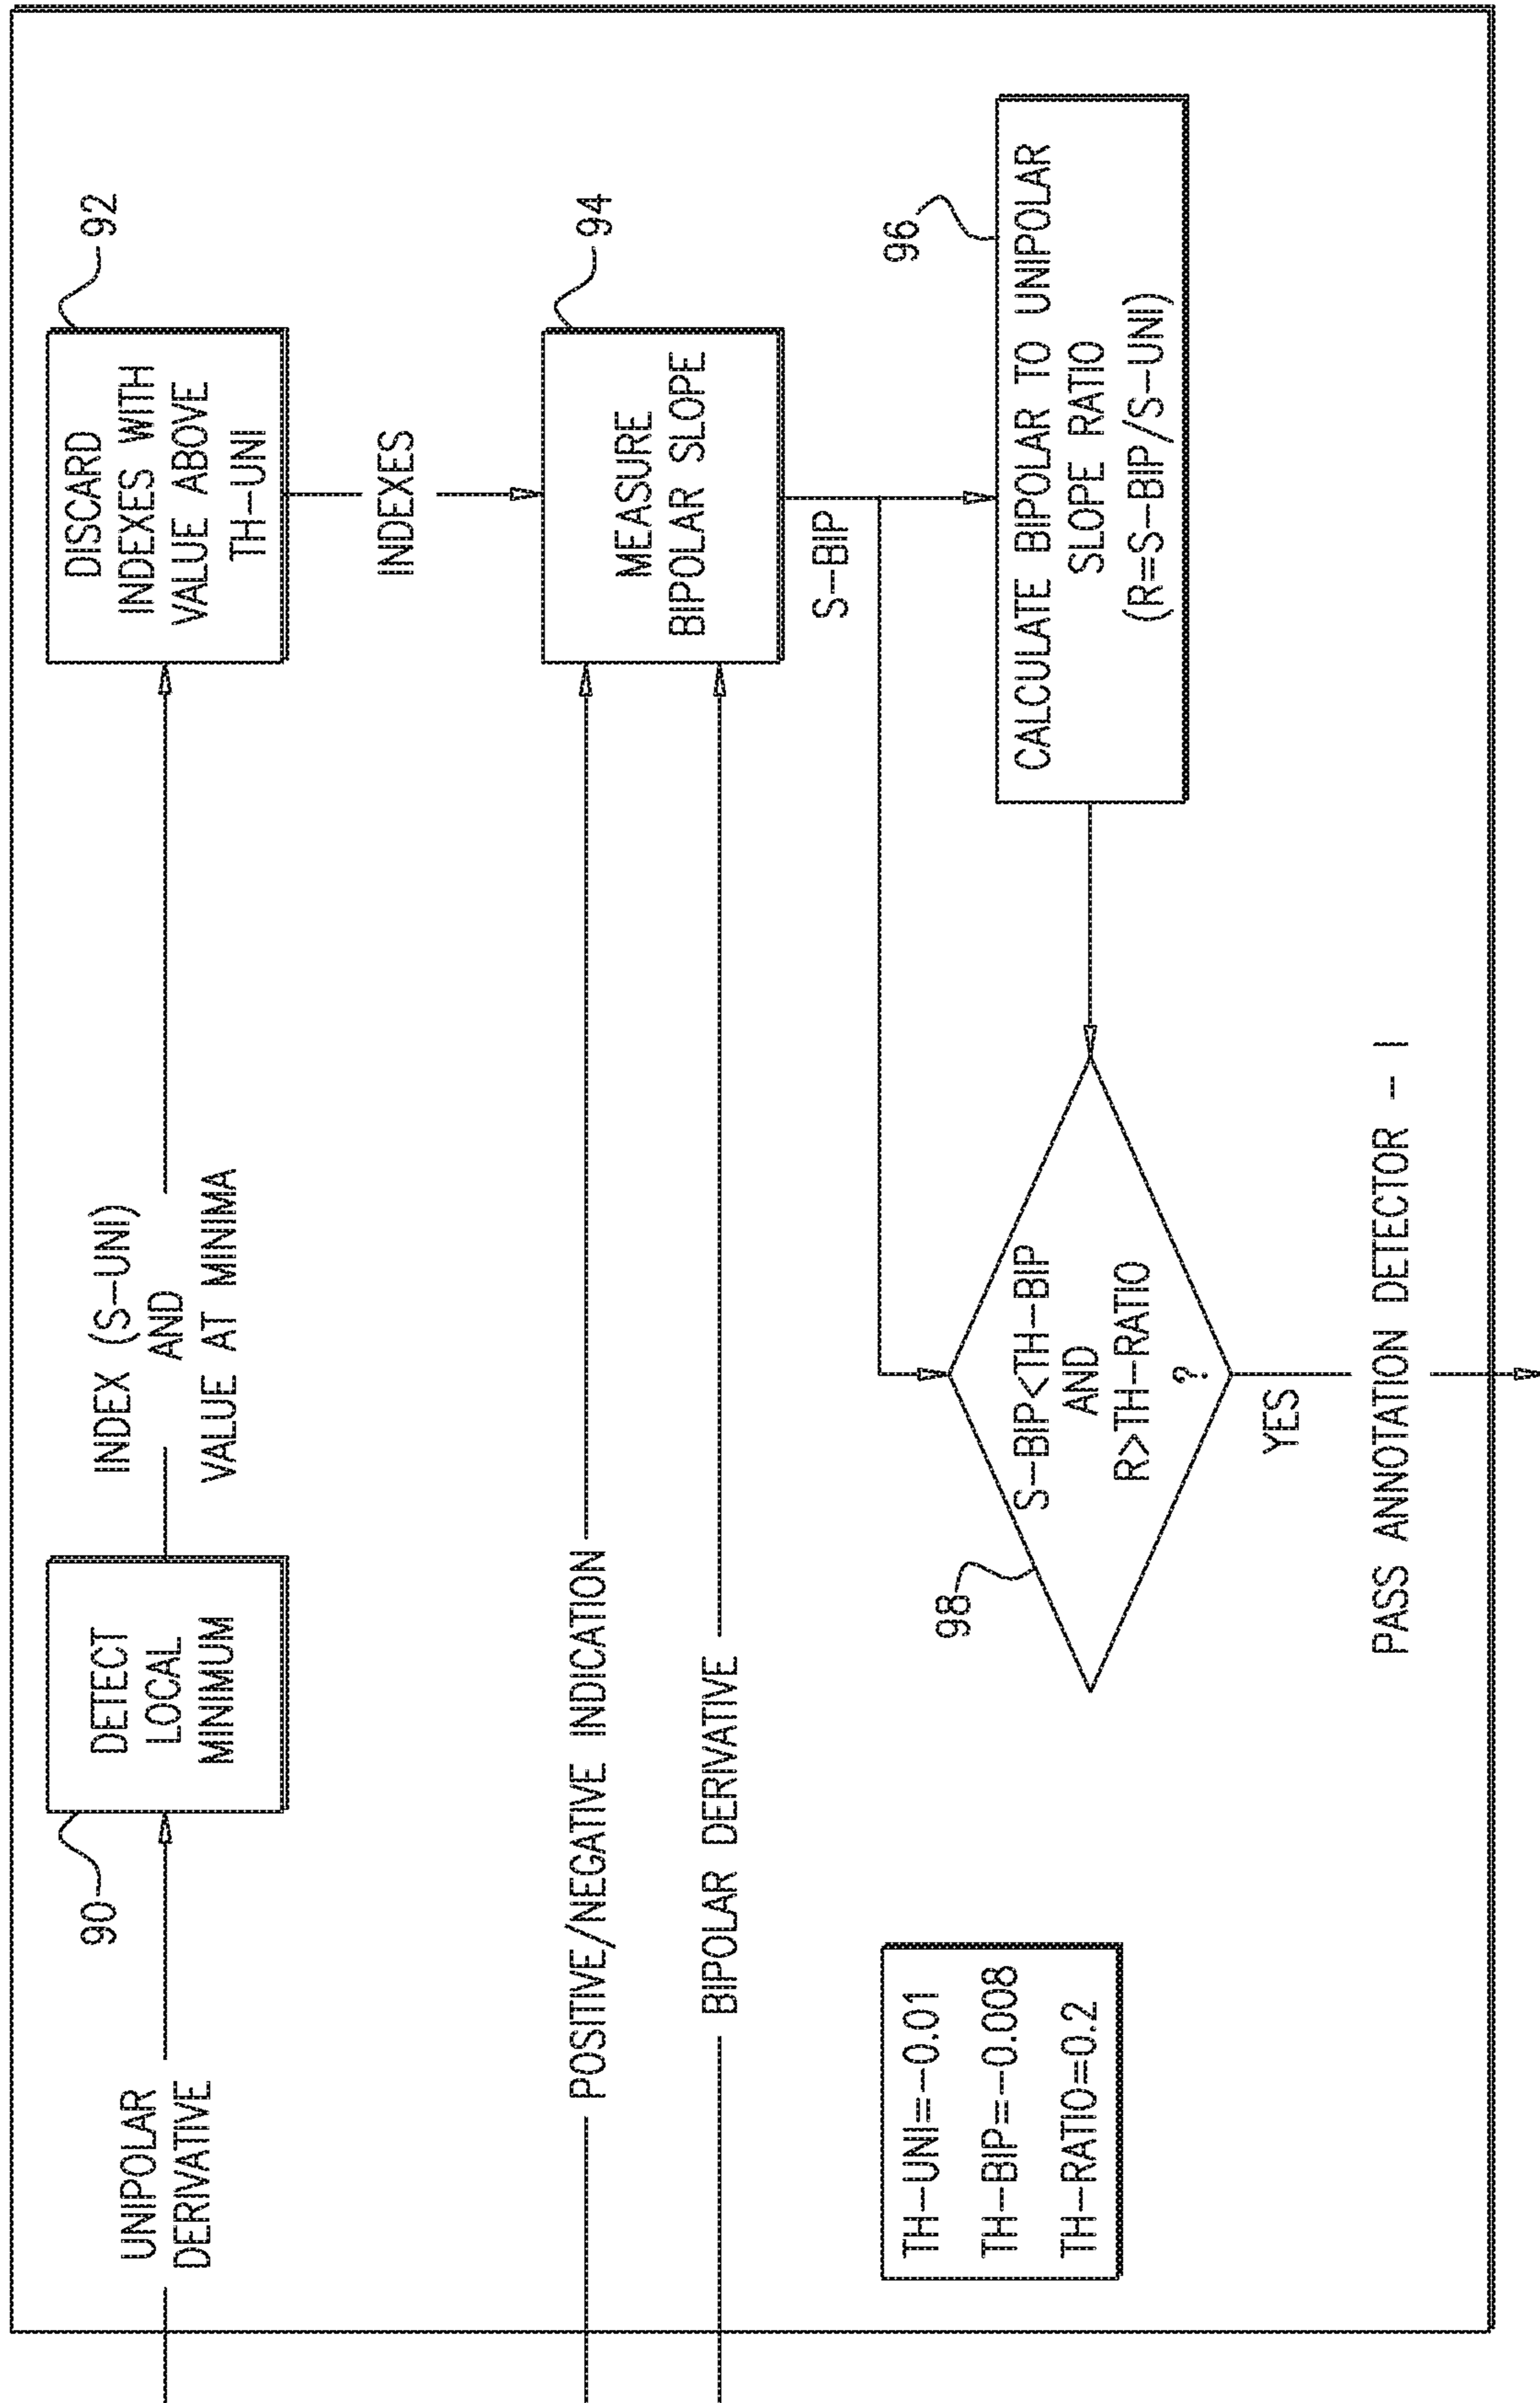 UNIPOLAR
DERIVATIVE
90
DETECT
LOCAL
MINIMUM
INDEX (S-UNI)
AND
VALUE AT MINIMA
92
DISCARD
INDEXES WITH
VALUE ABOVE
TH-UNI
INDEXES
POSITIVE/NEGATIVE INDICATION
BIPOLAR DERIVATIVE
94
MEASURE
BIPOLAR SLOPE
S-BIP
96
CALCULATE BIPOLAR TO UNIPOLAR
SLOPE RATIO
(R=S-BIP/S-UNI)
98
S-BIP<TH-BIP
AND
R>TH-RATIO
?
YES
PASS ANNOTATION DETECTOR - I
TH-UNI=-0.01
TH-BIP=-0.008
TH-RATIO=0.2